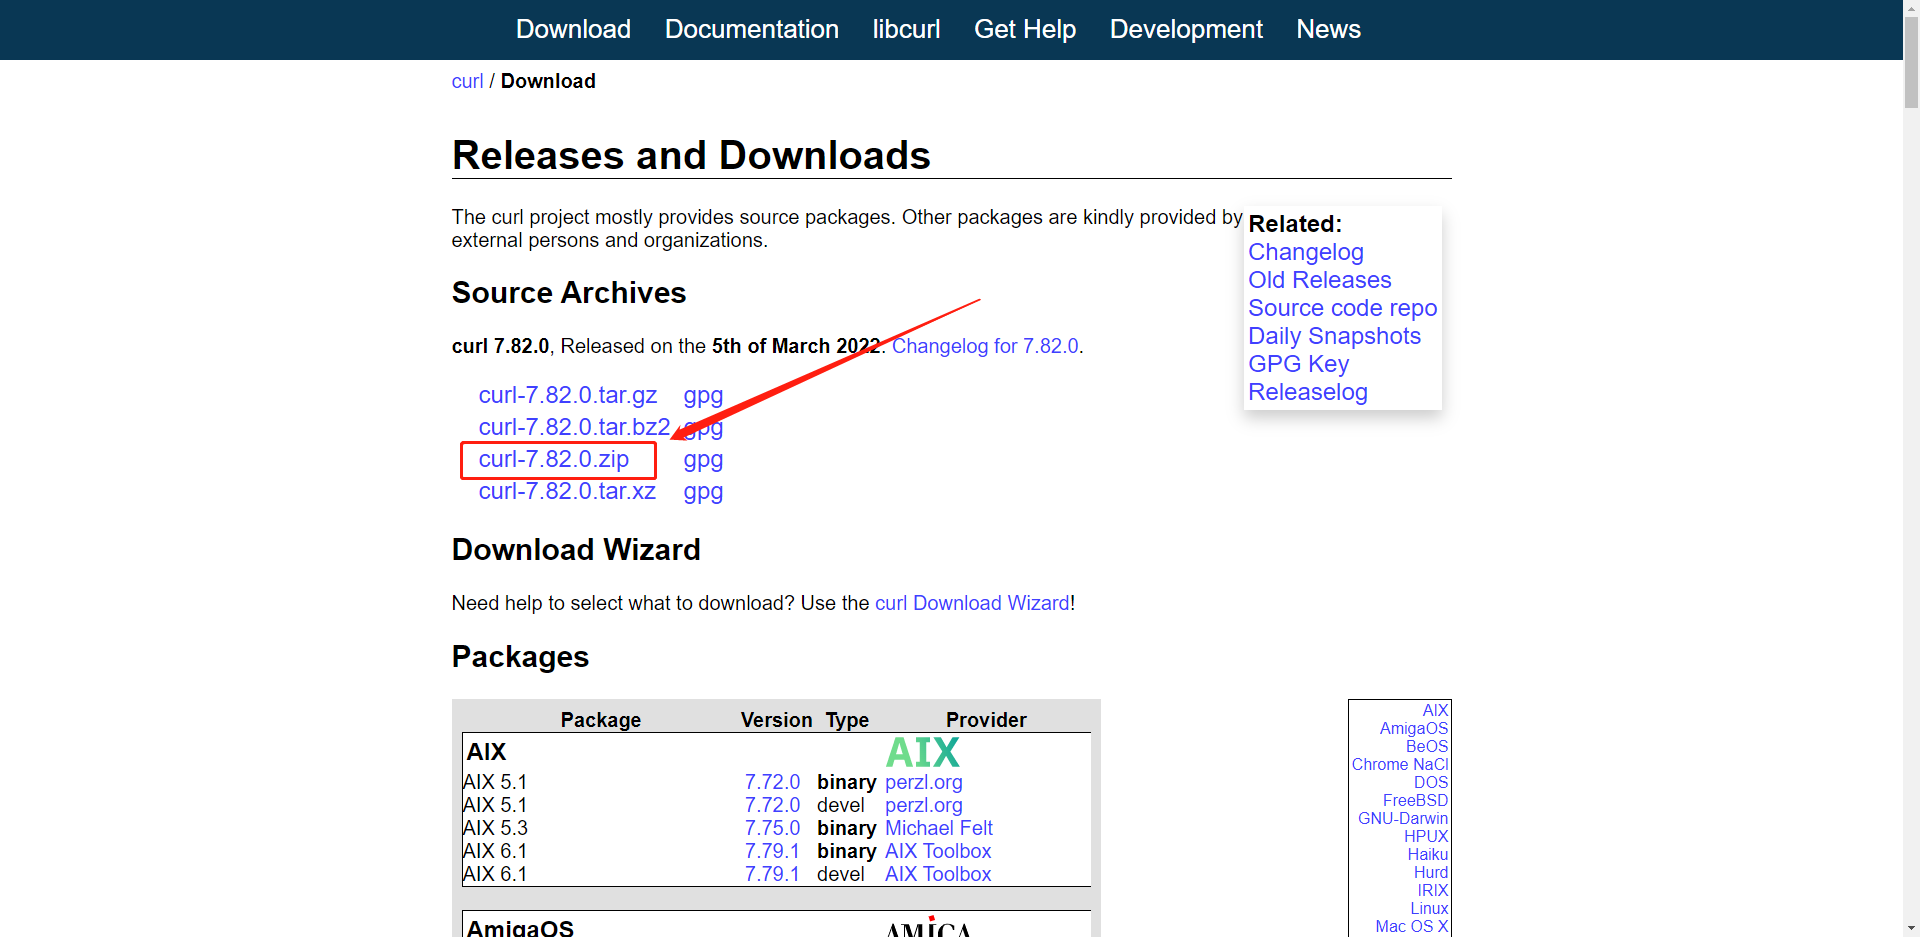 Download Documentation libcurl Get Help Development News
curl / Download
Releases and Downloads
The curl project mostly provides source packages. Other packages are kindly provided by
external persons and organizations.
Related:
Changelog
Old Releases
Source code repo
Daily Snapshots
GPG Key
Releaselog
Source Archives
curl 7.82.0, Released on the 5th of March 2022. Changelog for 7.82.0.
curl-7.82.0.tar.gz gpg
curl-7.82.0.tar.bz2 gpg
curl-7.82.0.zip gpg
curl-7.82.0.tar.xz gpg
Download Wizard
Need help to select what to download? Use the curl Download Wizard!
Packages
Package Version Type Provider
AIX AIX
AIX 5.1 7.72.0 binary perzl.org
AIX 5.1 7.72.0 devel perzl.org
AIX 5.3 7.75.0 binary Michael Felt
AIX 6.1 7.79.1 binary AIX Toolbox
AIX 6.1 7.79.1 devel AIX Toolbox
AmigaOS AMIGA
AIX
AmigaOS
BeOS
Chrome NaCl
DOS
FreeBSD
GNU-Darwin
HPUX
Haiku
Hurd
IRIX
Linux
Mac OS X